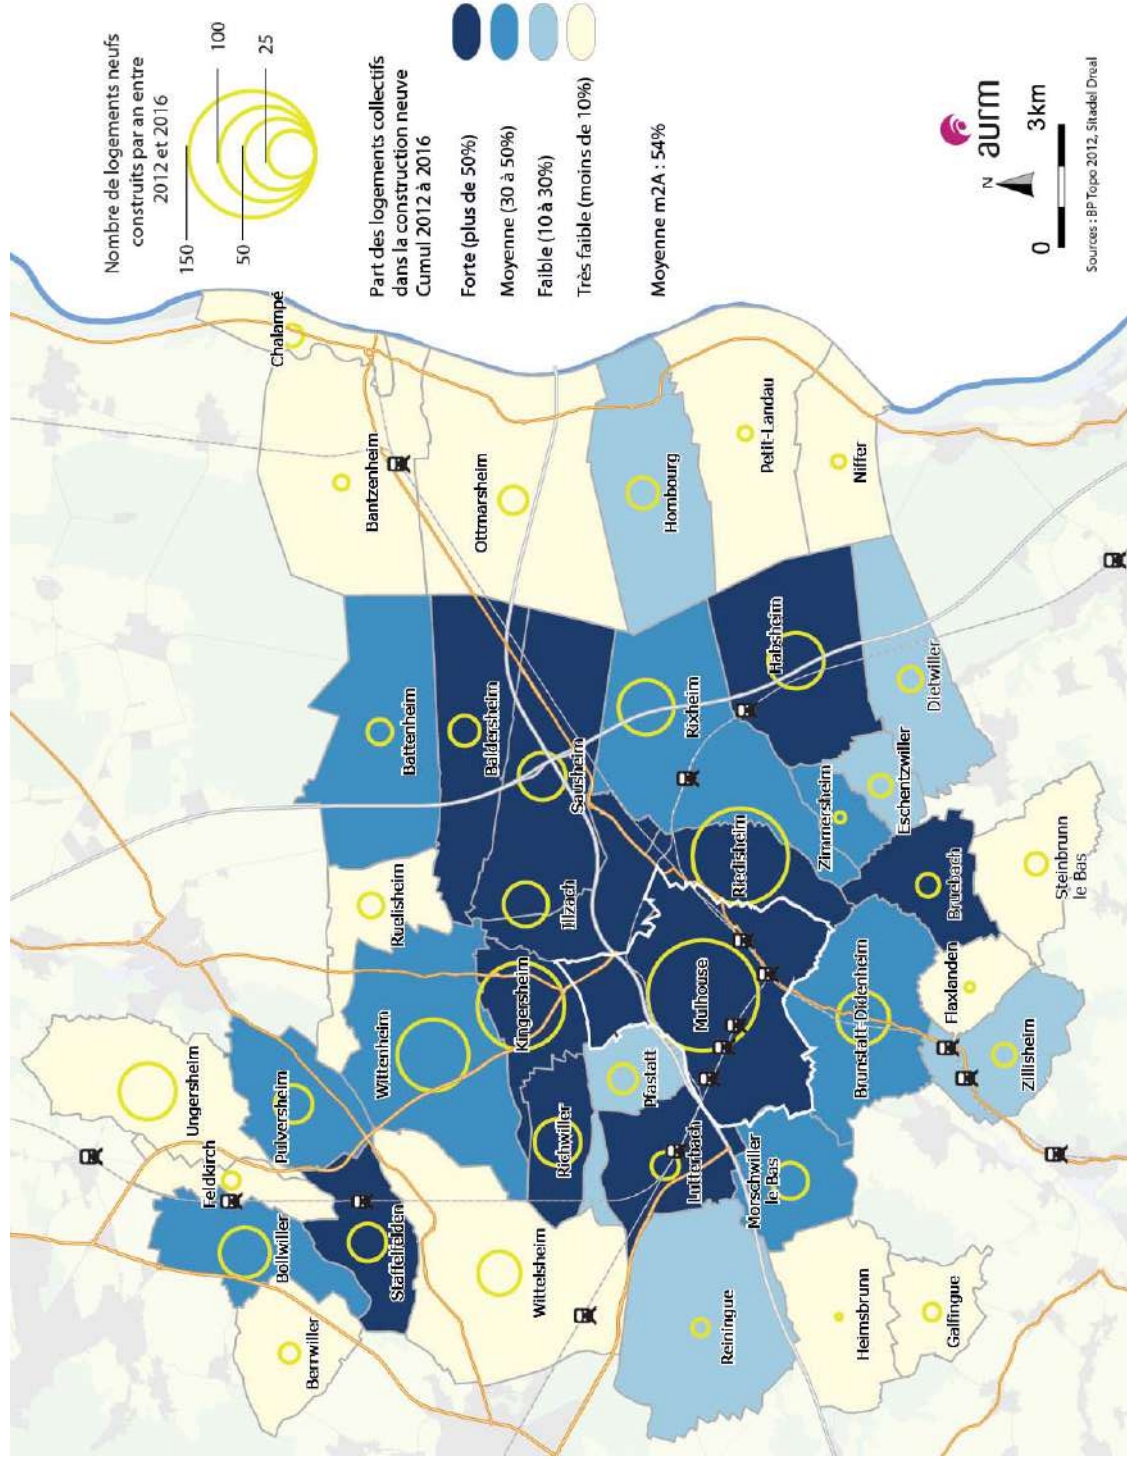 Nombre de logements neufs
construits par an entre
2012 et 2016
150
100
50
25
Part des logements collectifs
dans la construction neuve
Cumul 2012 à 2016
Forte (plus de 50%)
Moyenne (30 à 50%)
Faible (10 à 30%)
Très faible (moins de 10%)
Moyenne m2A : 54%
N
aurm
0
3km
Sources : BP Topo 2012, Sitadel Dreal
Ungersheim
Feldkirch
Bollwiller
Pulversheim
Berrwiller
Staffelfelden
Ruelisheim
Battenheim
Bantzenheim
Chalampé
Wittenheim
Baldersheim
Ottmarsheim
Wittelsheim
Kingersheim
Richwiller
Illzach
Sausheim
Pfastatt
Hombourg
Lutterbach
Mulhouse
Rixheim
Reiningue
Riedisheim
Morschwiller
le Bas
Petit-Landau
Habsheim
Zimmersheim
Heimsbrunn
Brunstatt-Didenheim
Niffer
Eschentzwiller
Dietwiller
Galfingue
Bruebach
Flaxlanden
Zillisheim
Steinbrunn
le Bas